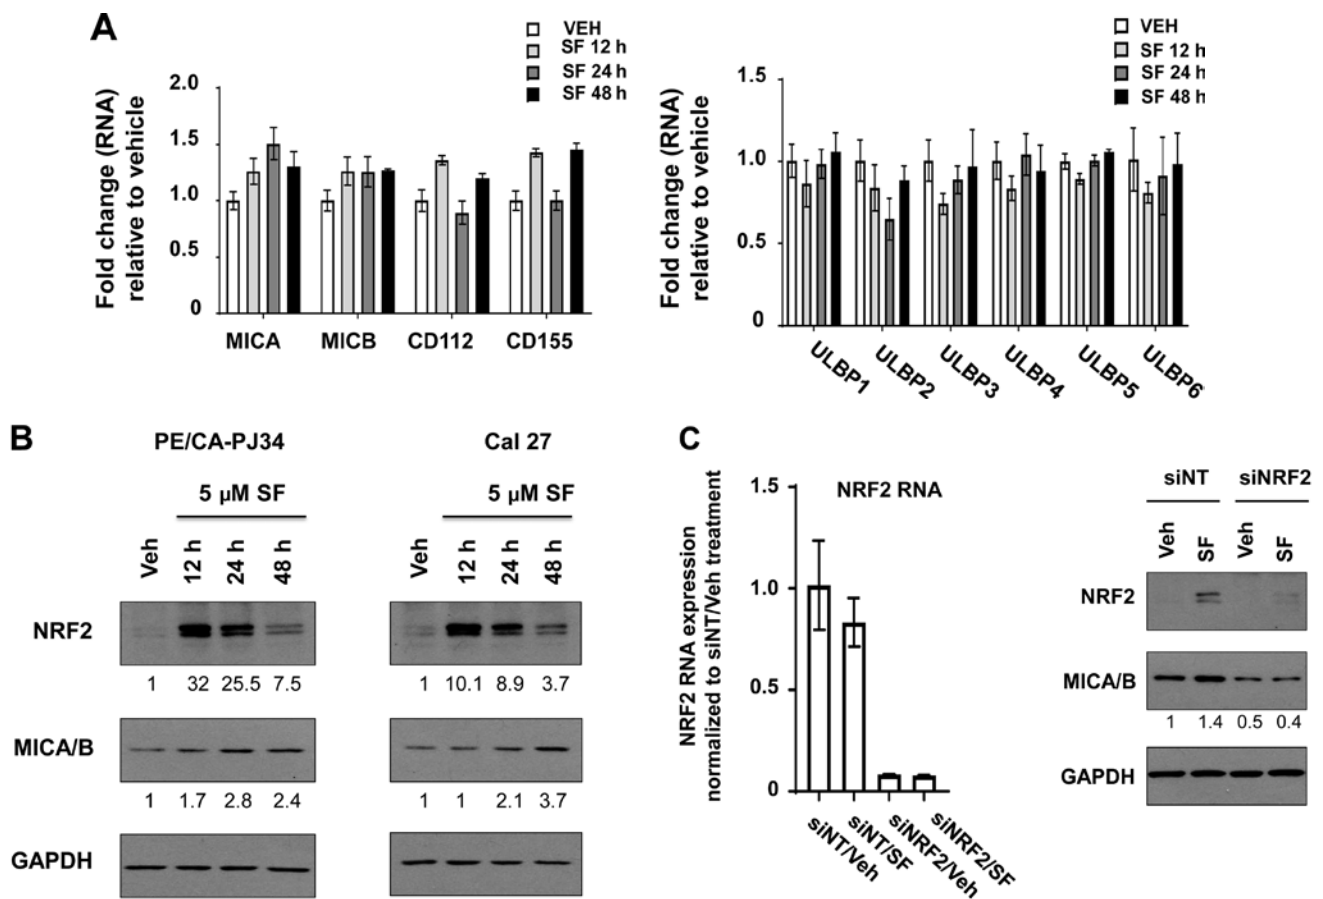 A
VEH
SF 12 h
SF 24 h
SF 48 h
Fold change (RNA)
relative to vehicle
2.0
1.5
1.0
0.5
0
MICA MICB CD112 CD155
VEH
SF 12 h
SF 24 h
SF 48 h
Fold change (RNA)
relative to vehicle
1.5
1.0
0.5
0
ULBP1 ULBP2 ULBP3 ULBP4 ULBP5 ULBP6
B
PE/CA-PJ34 Cal 27
5 μM SF 5 μM SF
Veh 12 h 24 h 48 h Veh 12 h 24 h 48 h
NRF2
1 32 25.5 7.5 1 10.1 8.9 3.7
MICA/B
1 1.7 2.8 2.4 1 1 2.1 3.7
GAPDH
C
NRF2 RNA
NRF2 RNA expression
normalized to siNT/Veh treatment
1.5
1.0
0.5
0
siNT/Veh siNT/SF siNRF2/Veh siNRF2/SF
siNT siNRF2
Veh SF Veh SF
NRF2
MICA/B
1 1.4 0.5 0.4
GAPDH